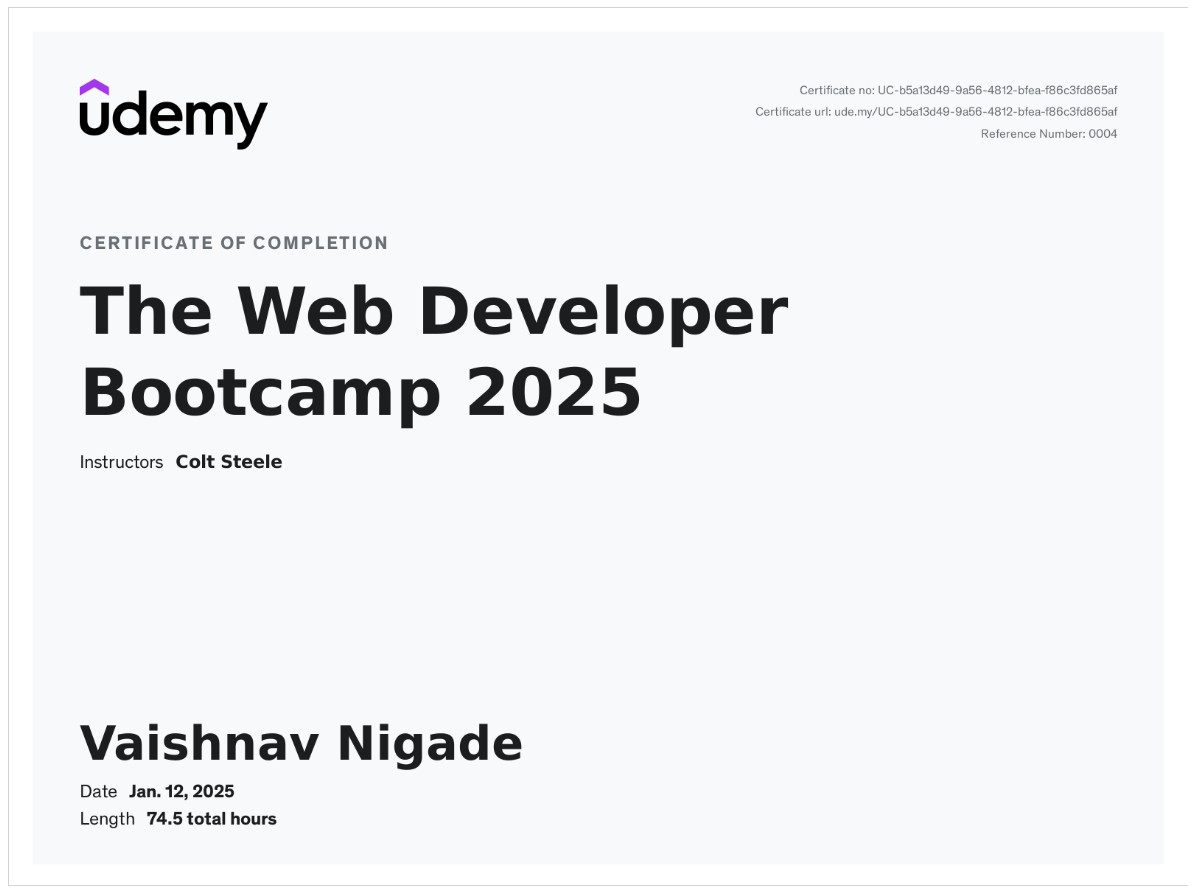 udemy
Certificate no: UC-b5a13d49-9a56-4812-bfea-f86c3fd865af
Certificate url: ude.my/UC-b5a13d49-9a56-4812-bfea-f86c3fd865af
Reference Number: 0004
CERTIFICATE OF COMPLETION
The Web Developer
Bootcamp 2025
Instructors Colt Steele
Vaishnav Nigade
Date Jan. 12, 2025
Length 74.5 total hours